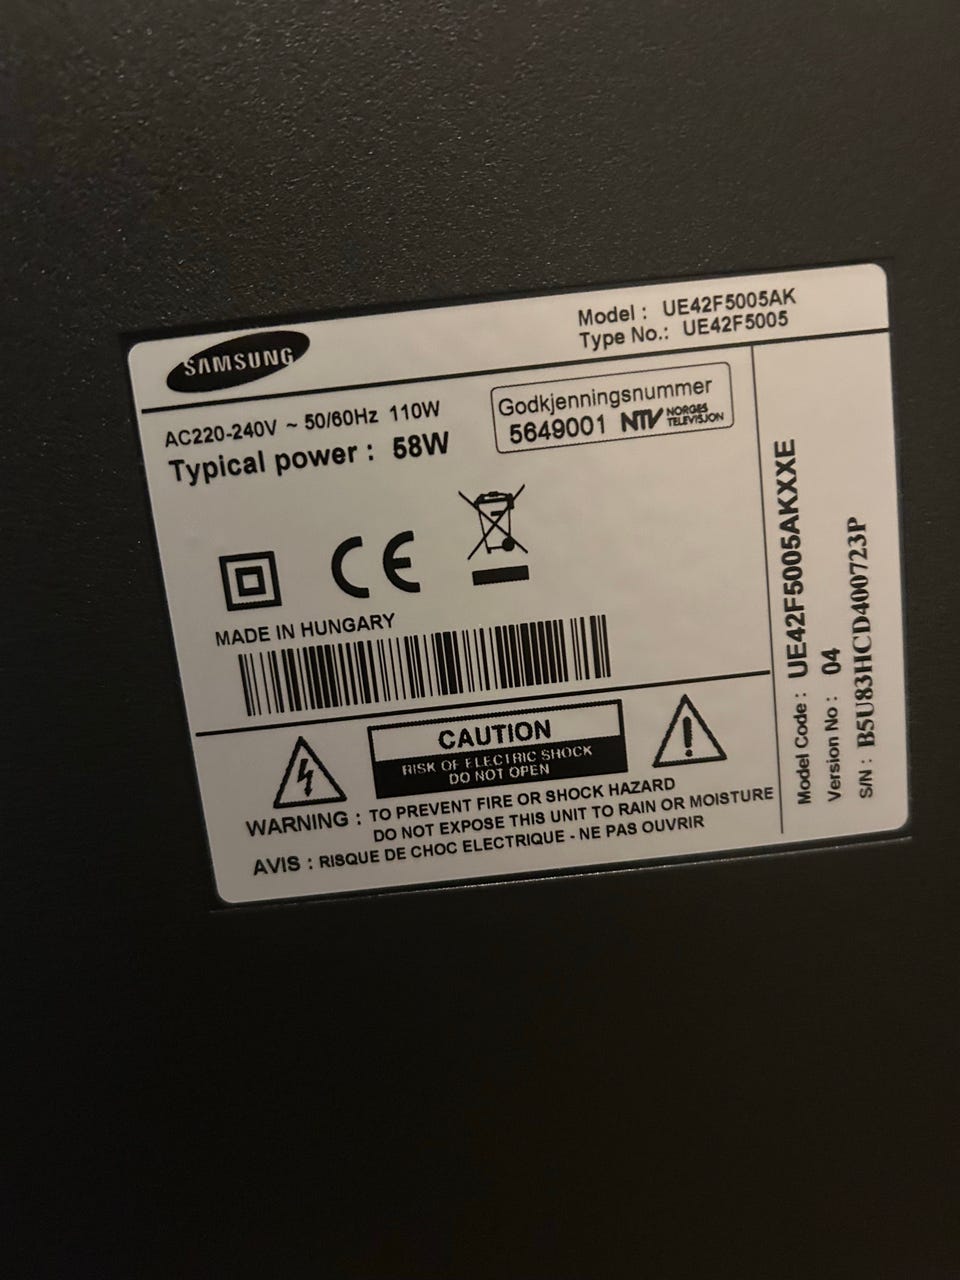 SAMSUNG
Model : UE42F5005AK
Type No.: UE42F5005
AC220-240V ~ 50/60Hz 110W
Typical power : 58W
Godkjenningsnummer
5649001 NTV NORGES TELEVISJON
MADE IN HUNGARY
CAUTION
RISK OF ELECTRIC SHOCK
DO NOT OPEN
WARNING : TO PREVENT FIRE OR SHOCK HAZARD
DO NOT EXPOSE THIS UNIT TO RAIN OR MOISTURE
AVIS : RISQUE DE CHOC ELECTRIQUE - NE PAS OUVRIR
Model Code : UE42F5005AKXXE
Version No : 04
S/N : B5U83HCD400723P